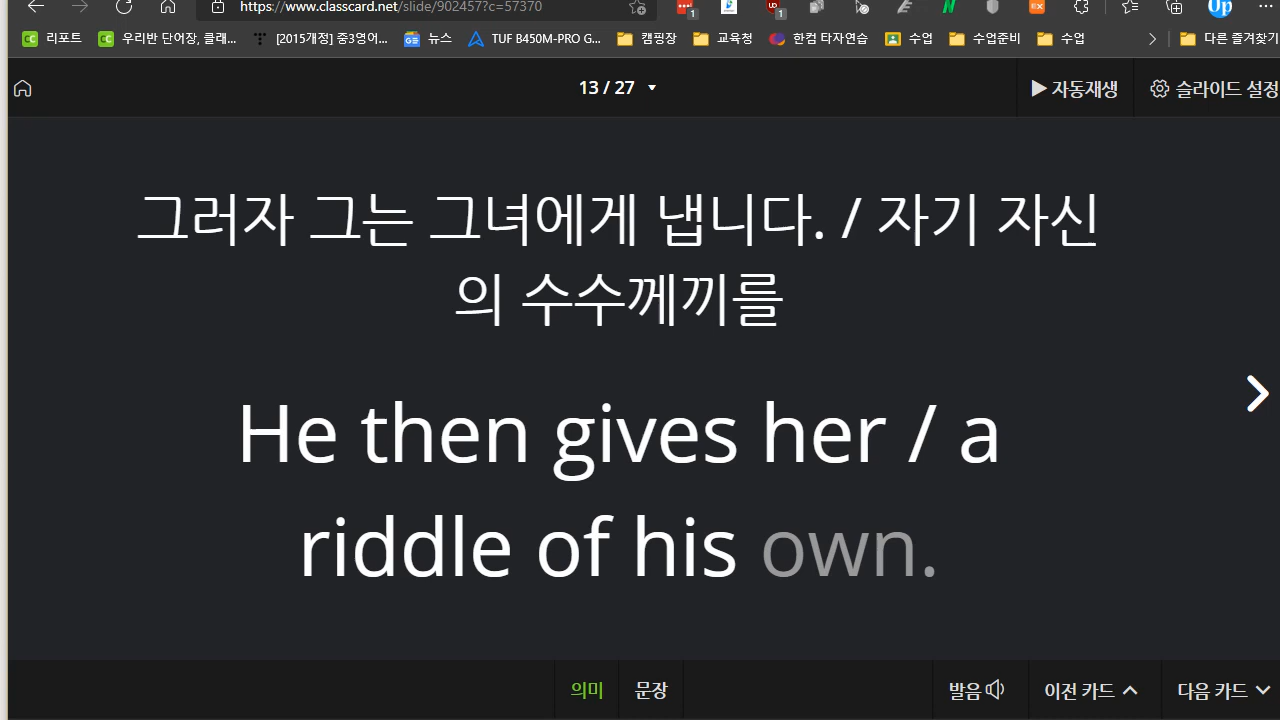 https://www.classcard.net/slide/902457?c=57370
리포트 우리반 단어장, 클래... [2015개정] 중3영어... 뉴스 TUF B450M-PRO G... 캠핑장 교육청 한컴 타자연습 수업 수업준비 수업 다른 즐겨찾기
13 / 27 자동재생 슬라이드 설정
그러자 그는 그녀에게 냅니다. / 자기 자신
의 수수께끼를
He then gives her / a
riddle of his own.
의미 문장 발음 이전 카드 다음 카드